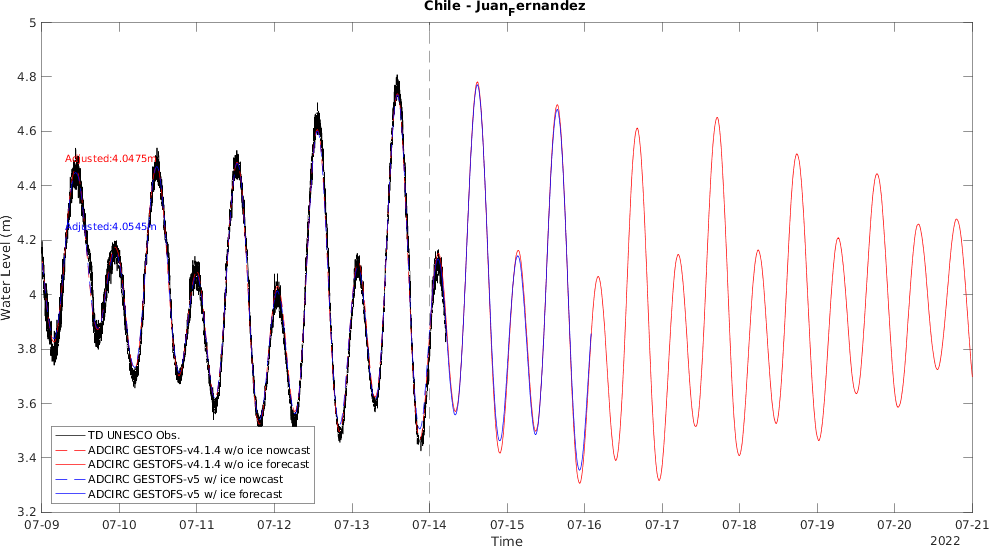 Chile - JuanFernandez
5
4.8
4.6
4.4
4.2
4
3.8
3.6
3.4
3.2
Water Level (m)
Adjusted:4.0475m
Adjusted:4.0545m
TD UNESCO Obs.
ADCIRC GESTOFS-v4.1.4 w/o ice nowcast
ADCIRC GESTOFS-v4.1.4 w/o ice forecast
ADCIRC GESTOFS-v5 w/ ice nowcast
ADCIRC GESTOFS-v5 w/ ice forecast
07-09 07-10 07-11 07-12 07-13 07-14 07-15 07-16 07-17 07-18 07-19 07-20 07-21
Time
2022